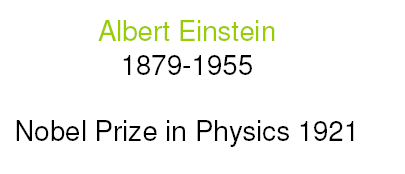 Albert Einstein
1879-1955
Nobel Prize in Physics 1921